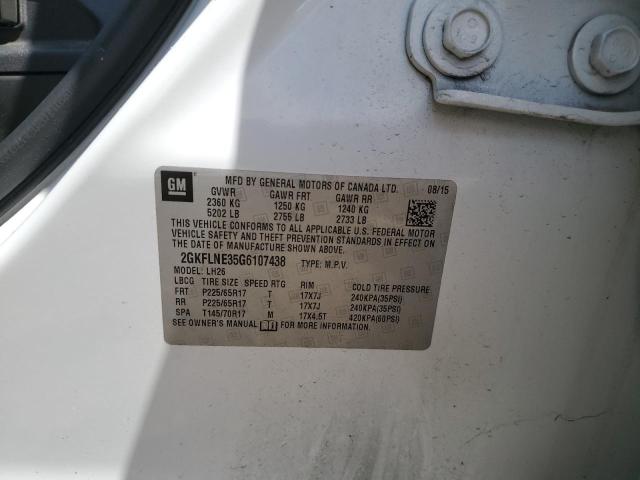 GM
MFD BY GENERAL MOTORS OF CANADA LTD. 08/15
GVWR GAWR FRT GAWR RR
2360 KG 1250 KG 1240 KG
5202 LB 2755 LB 2733 LB
THIS VEHICLE CONFORMS TO ALL APPLICABLE U.S. FEDERAL MOTOR
VEHICLE SAFETY AND THEFT PREVENTION STANDARDS IN EFFECT
ON THE DATE OF MANUFACTURE SHOWN ABOVE.
2GKFLNE35G6107438 TYPE: M.P.V.
MODEL: LH26
LBCG TIRE SIZE SPEED RTG RIM COLD TIRE PRESSURE
FRT P225/65R17 T 17X7J 240KPA(35PSI)
RR P225/65R17 T 17X7J 240KPA(35PSI)
SPA T145/70R17 M 17X4.5T 420KPA(60PSI)
SEE OWNER'S MANUAL FOR MORE INFORMATION.